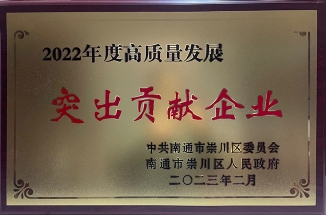 2022年度高质量发展
突出贡献企业
中共南通市崇川区委员会
南通市崇川区人民政府
二〇二三年二月